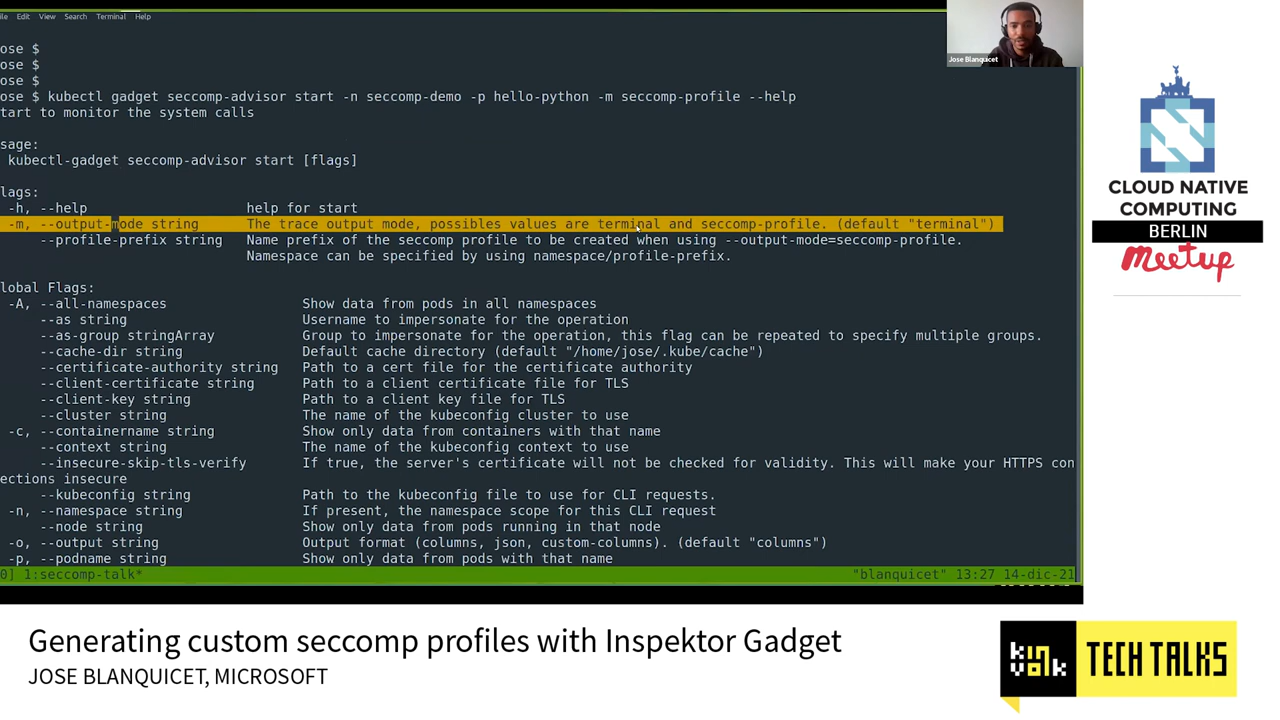 ile Edit View Search Terminal Help
ose $
ose $
ose $
ose $ kubectl gadget seccomp-advisor start -n seccomp-demo -p hello-python -m seccomp-profile --help
tart to monitor the system calls
sage:
kubectl-gadget seccomp-advisor start [flags]
lags:
-h, --help help for start
-m, --output-mode string The trace output mode, possibles values are terminal and seccomp-profile. (default "terminal")
--profile-prefix string Name prefix of the seccomp profile to be created when using --output-mode=seccomp-profile.
Namespace can be specified by using namespace/profile-prefix.
lobal Flags:
-A, --all-namespaces Show data from pods in all namespaces
--as string Username to impersonate for the operation
--as-group stringArray Group to impersonate for the operation, this flag can be repeated to specify multiple groups.
--cache-dir string Default cache directory (default "/home/jose/.kube/cache")
--certificate-authority string Path to a cert file for the certificate authority
--client-certificate string Path to a client certificate file for TLS
--client-key string Path to a client key file for TLS
--cluster string The name of the kubeconfig cluster to use
-c, --containername string Show only data from containers with that name
--context string The name of the kubeconfig context to use
--insecure-skip-tls-verify If true, the server's certificate will not be checked for validity. This will make your HTTPS con
ections insecure
--kubeconfig string Path to the kubeconfig file to use for CLI requests.
-n, --namespace string If present, the namespace scope for this CLI request
--node string Show only data from pods running in that node
-o, --output string Output format (columns, json, custom-columns). (default "columns")
-p, --podname string Show only data from pods with that name
0] 1:seccomp-talk* "blanquicet" 13:27 14-dic-21
Jose Blanquicet
CLOUD NATIVE
COMPUTING
BERLIN
Meetup
Generating custom seccomp profiles with Inspektor Gadget
JOSE BLANQUICET, MICROSOFT
kinvolk
TECH TALKS